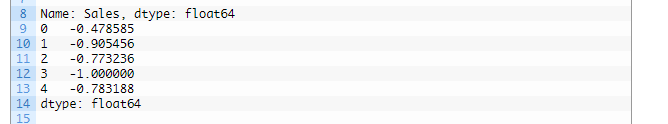 8 Name: Sales, dtype: float64
9 0   -0.478585
10 1   -0.905456
11 2   -0.773236
12 3   -1.000000
13 4   -0.783188
14 dtype: float64
15